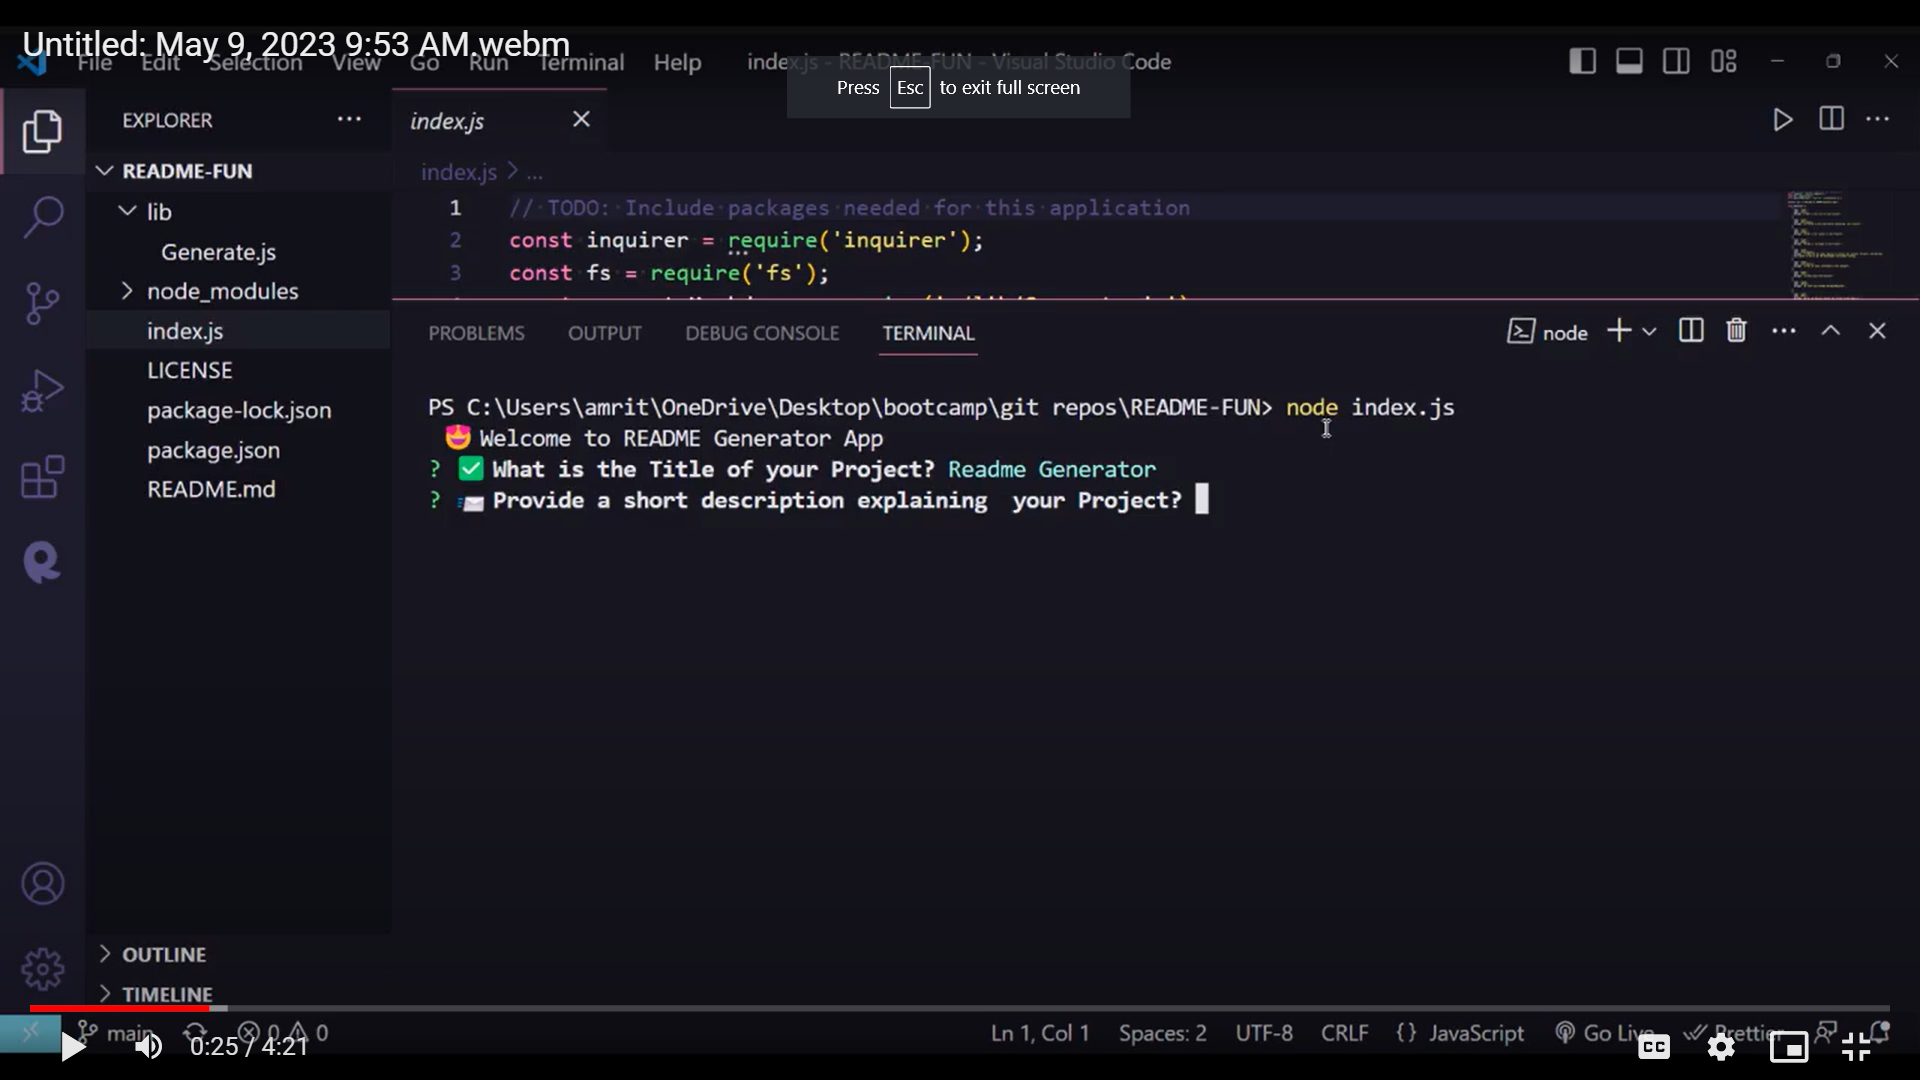 Untitled: May 9, 2023 9:53 AM.webm
File Edit Selection View Go Run Terminal Help
index.js - README-FUN - Visual Studio Code
Press Esc to exit full screen
EXPLORER
index.js
README-FUN
index.js > ...
lib
1 // TODO: Include packages needed for this application
2 const inquirer = require('inquirer');
Generate.js
3 const fs = require('fs');
node_modules
index.js
LICENSE
package-lock.json
package.json
README.md
PROBLEMS OUTPUT DEBUG CONSOLE TERMINAL
node
PS C:\Users\amrit\OneDrive\Desktop\bootcamp\git repos\README-FUN> node index.js
🤩 Welcome to README Generator App
? ✅ What is the Title of your Project? Readme Generator
? 📨 Provide a short description explaining  your Project?
OUTLINE
TIMELINE
main 0 0
0:25 / 4:21
Ln 1, Col 1 Spaces: 2 UTF-8 CRLF {} JavaScript Go Live Prettier
CC